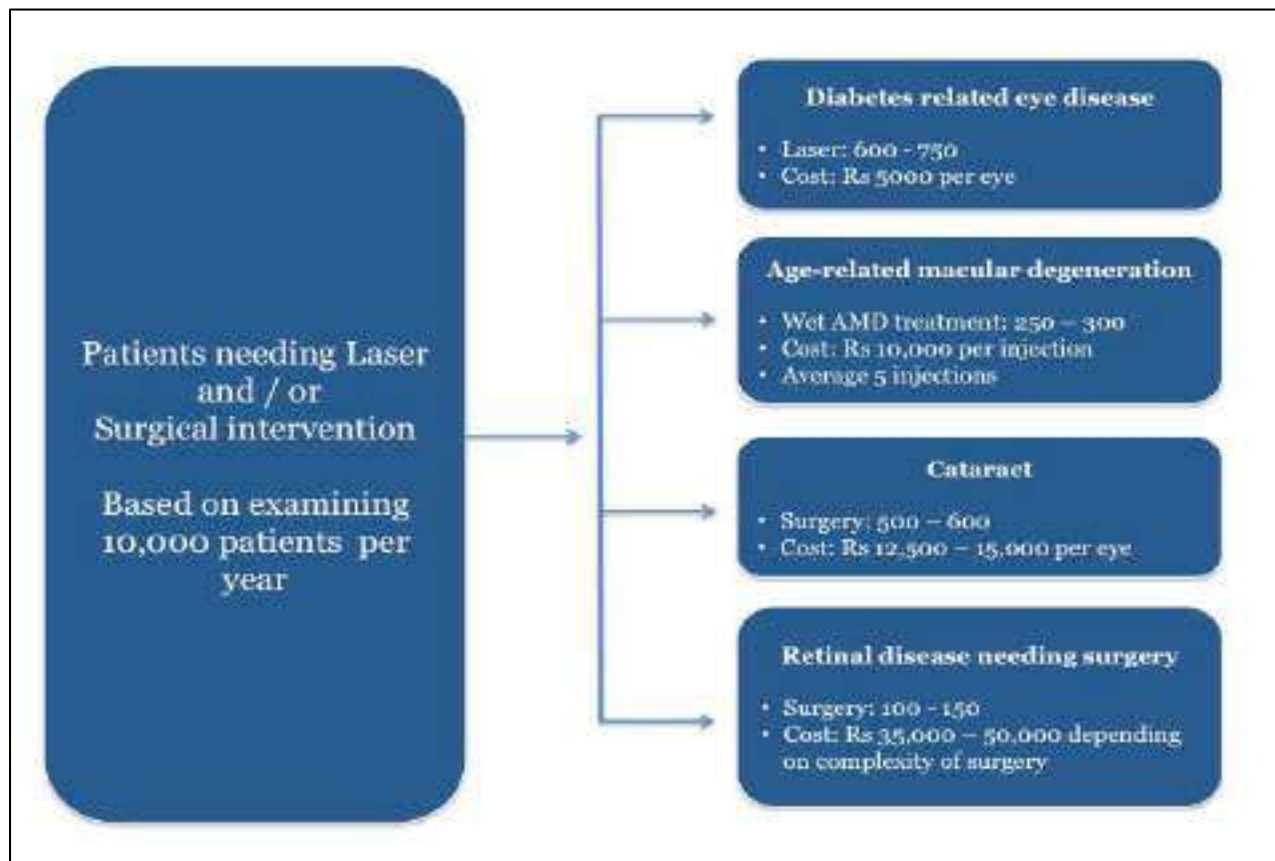 Patients needing Laser
and / or
Surgical intervention
Based on examining
10,000 patients per
year
Diabetes related eye disease
• Laser: 600 - 750
• Cost: Rs 5000 per eye
Age-related macular degeneration
• Wet AMD treatment: 250 – 300
• Cost: Rs 10,000 per injection
• Average 5 injections
Cataract
• Surgery: 500 – 600
• Cost: Rs 12,500 – 15,000 per eye
Retinal disease needing surgery
• Surgery: 100 - 150
• Cost: Rs 35,000 – 50,000 depending
on complexity of surgery